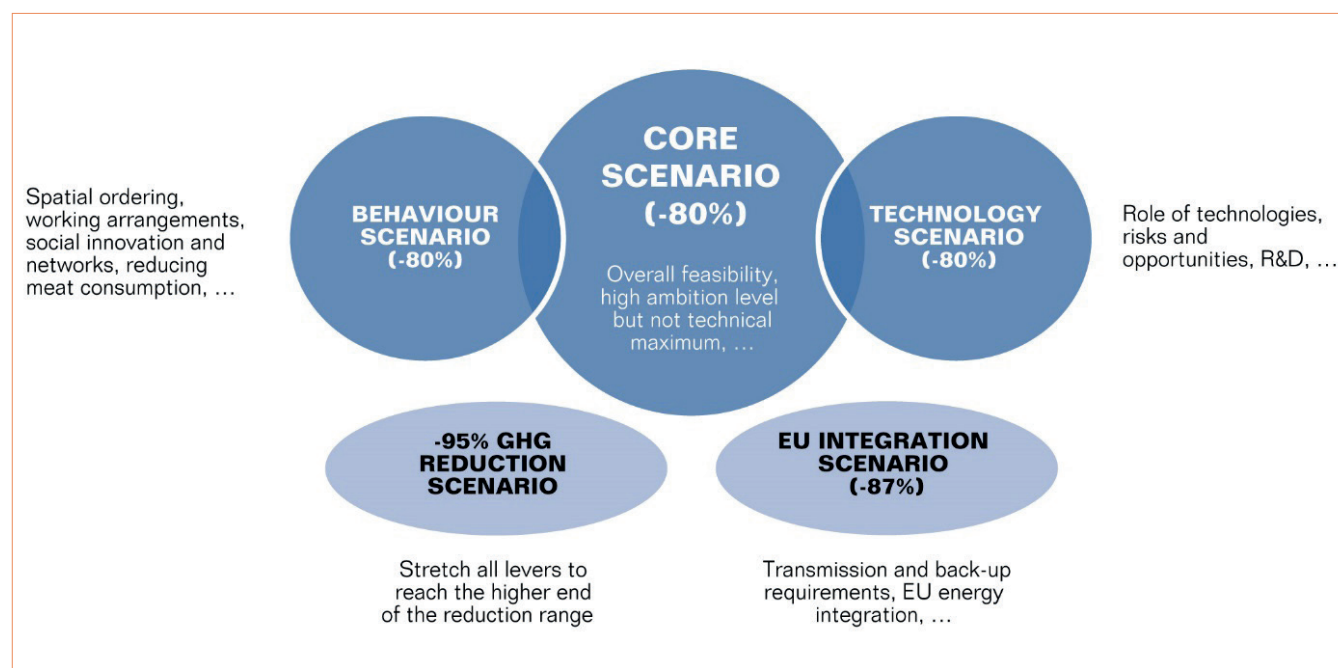 Spatial ordering,
working arrangements,
social innovation and
networks, reducing
meat consumption, …
BEHAVIOUR
SCENARIO
(-80%)
CORE
SCENARIO
(-80%)
Overall feasibility,
high ambition level
but not technical
maximum, …
TECHNOLOGY
SCENARIO
(-80%)
Role of technologies,
risks and
opportunities, R&D, …
-95% GHG
REDUCTION
SCENARIO
Stretch all levers to
reach the higher end
of the reduction range
EU INTEGRATION
SCENARIO
(-87%)
Transmission and back-up
requirements, EU energy
integration, …